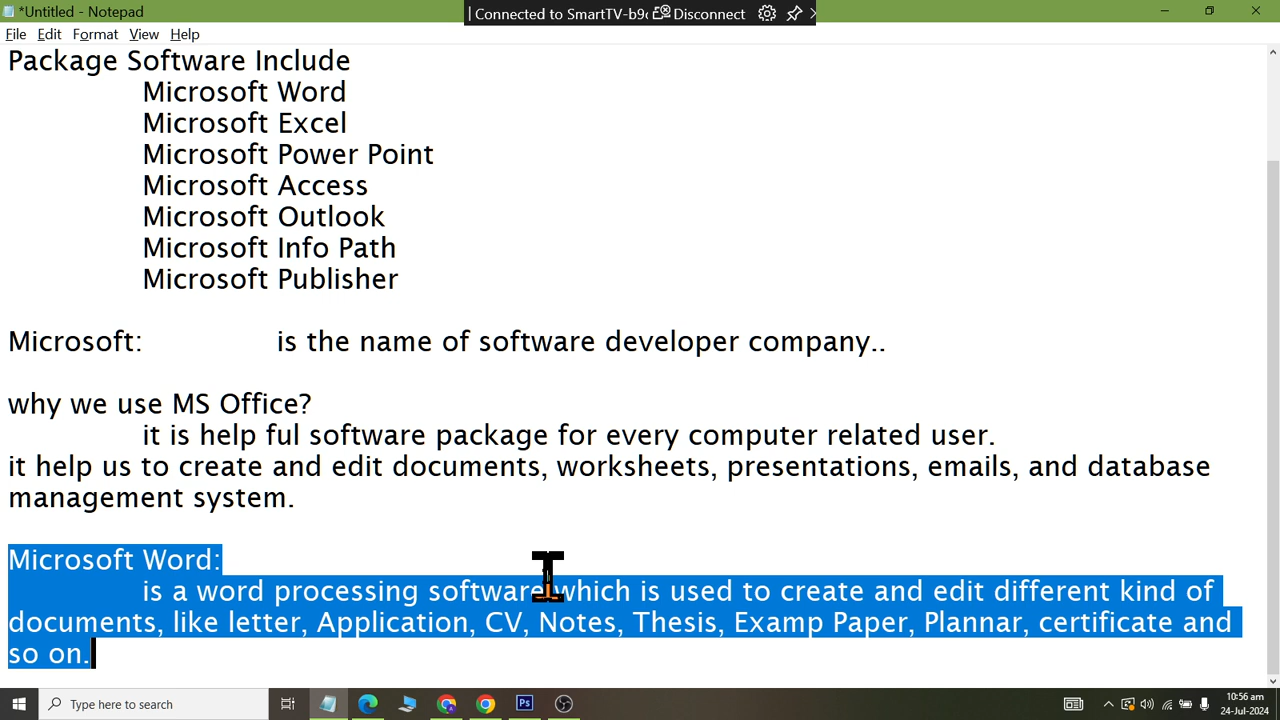 *Untitled - Notepad
Connected to SmartTV-b9 Disconnect
File Edit Format View Help
Package Software Include
Microsoft Word
Microsoft Excel
Microsoft Power Point
Microsoft Access
Microsoft Outlook
Microsoft Info Path
Microsoft Publisher
Microsoft: is the name of software developer company..
why we use MS Office?
it is help ful software package for every computer related user.
it help us to create and edit documents, worksheets, presentations, emails, and database
management system.
Microsoft Word:
is a word processing software which is used to create and edit different kind of
documents, like letter, Application, CV, Notes, Thesis, Examp Paper, Plannar, certificate and
so on.
Type here to search
Ps
10:56 am
24-Jul-2024